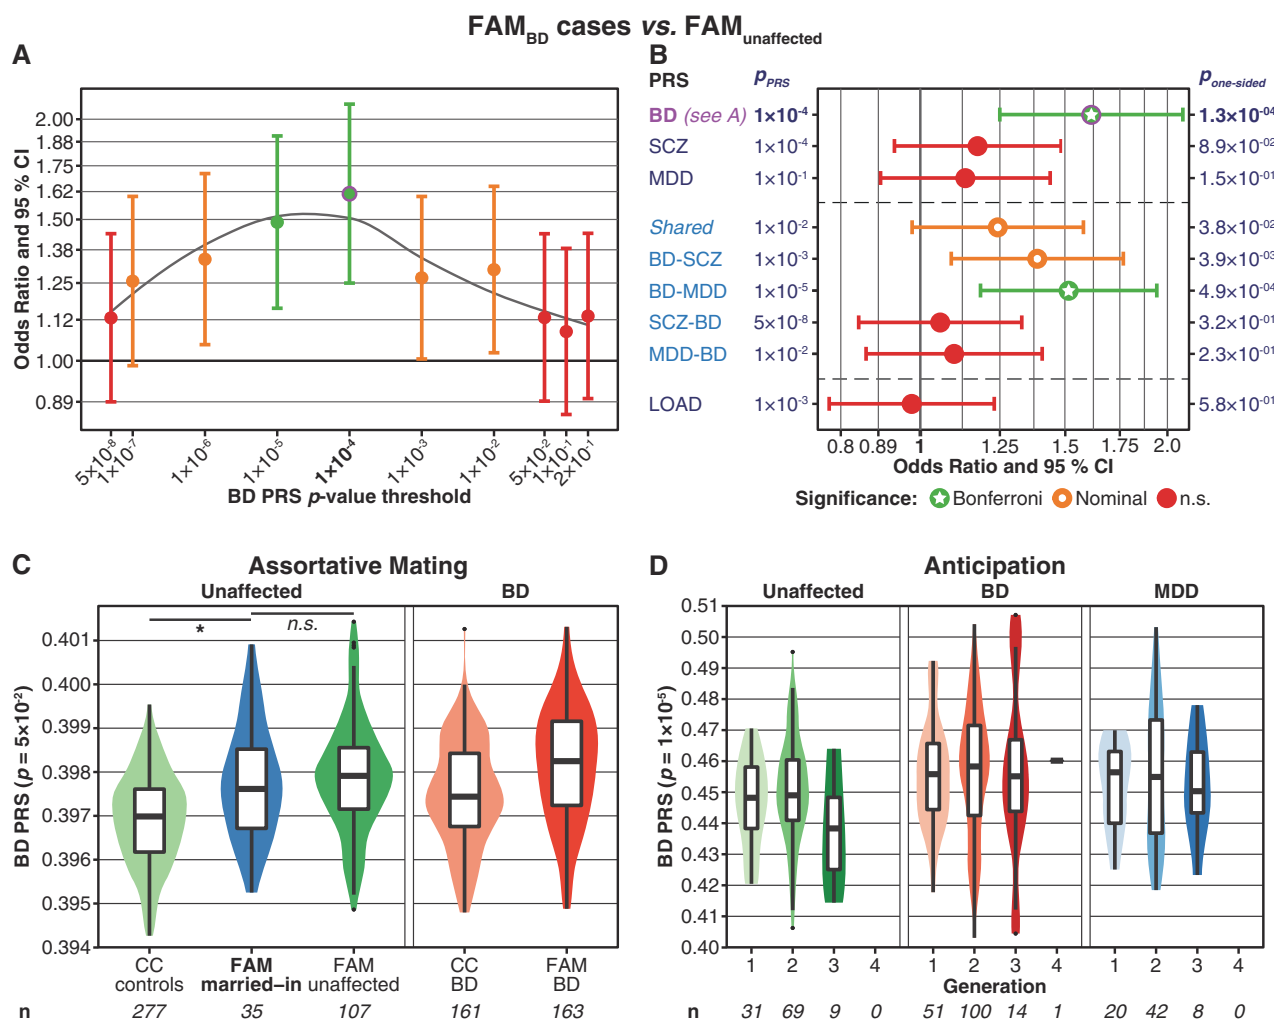 FAM_BD cases vs. FAM_unaffected
A
Odds Ratio and 95 % CI
2.00
1.88
1.75
1.62
1.50
1.38
1.25
1.12
1.00
0.89
5×10⁻⁸
1×10⁻⁷
1×10⁻⁶
1×10⁻⁵
1×10⁻⁴
1×10⁻³
1×10⁻²
5×10⁻²
1×10⁻¹
2×10⁻¹
BD PRS p-value threshold
B
PRS p_PRS p_one-sided
BD (see A) 1×10⁻⁴ 1.3×10⁻⁰⁴
SCZ 1×10⁻⁴ 8.9×10⁻⁰²
MDD 1×10⁻¹ 1.5×10⁻⁰¹
Shared 1×10⁻² 3.8×10⁻⁰²
BD-SCZ 1×10⁻³ 3.9×10⁻⁰³
BD-MDD 1×10⁻⁵ 4.9×10⁻⁰⁴
SCZ-BD 5×10⁻⁸ 3.2×10⁻⁰¹
MDD-BD 1×10⁻² 2.3×10⁻⁰¹
LOAD 1×10⁻³ 5.8×10⁻⁰¹
0.8 0.89 1 1.25 1.5 1.75 2.0
Odds Ratio and 95 % CI
Significance: Bonferroni Nominal n.s.
C
Assortative Mating
Unaffected BD
* n.s.
BD PRS (p = 5×10⁻²)
0.401
0.400
0.399
0.398
0.397
0.396
0.395
0.394
CC controls
FAM married–in
FAM unaffected
CC BD
FAM BD
n 277 35 107 161 163
D
Anticipation
Unaffected BD MDD
BD PRS (p = 1×10⁻⁵)
0.51
0.50
0.49
0.48
0.47
0.46
0.45
0.44
0.43
0.42
0.41
0.40
1 2 3 4 1 2 3 4 1 2 3 4
Generation
n 31 69 9 0 51 100 14 1 20 42 8 0